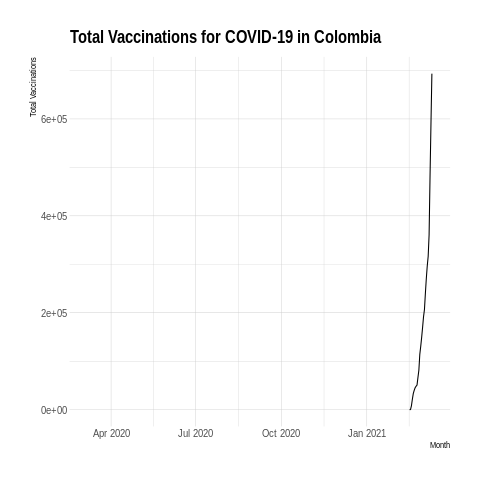 Total Vaccinations for COVID-19 in Colombia
Total Vaccinations
6e+05
4e+05
2e+05
0e+00
Apr 2020 Jul 2020 Oct 2020 Jan 2021
Month